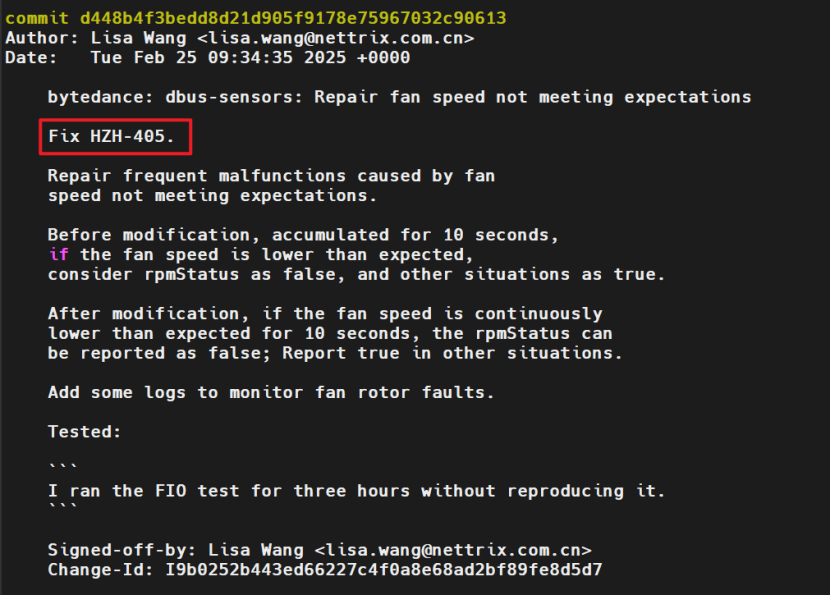 commit d448b4f3bedd8d21d905f9178e75967032c90613
Author: Lisa Wang <lisa.wang@nettrix.com.cn>
Date:   Tue Feb 25 09:34:35 2025 +0000
bytedance: dbus-sensors: Repair fan speed not meeting expectations
Fix HZH-405.
Repair frequent malfunctions caused by fan
speed not meeting expectations.
Before modification, accumulated for 10 seconds,
if the fan speed is lower than expected,
consider rpmStatus as false, and other situations as true.
After modification, if the fan speed is continuously
lower than expected for 10 seconds, the rpmStatus can
be reported as false; Report true in other situations.
Add some logs to monitor fan rotor faults.
Tested:
```
I ran the FIO test for three hours without reproducing it.
```
Signed-off-by: Lisa Wang <lisa.wang@nettrix.com.cn>
Change-Id: I9b0252b443ed66227c4f0a8e68ad2bf89fe8d5d7